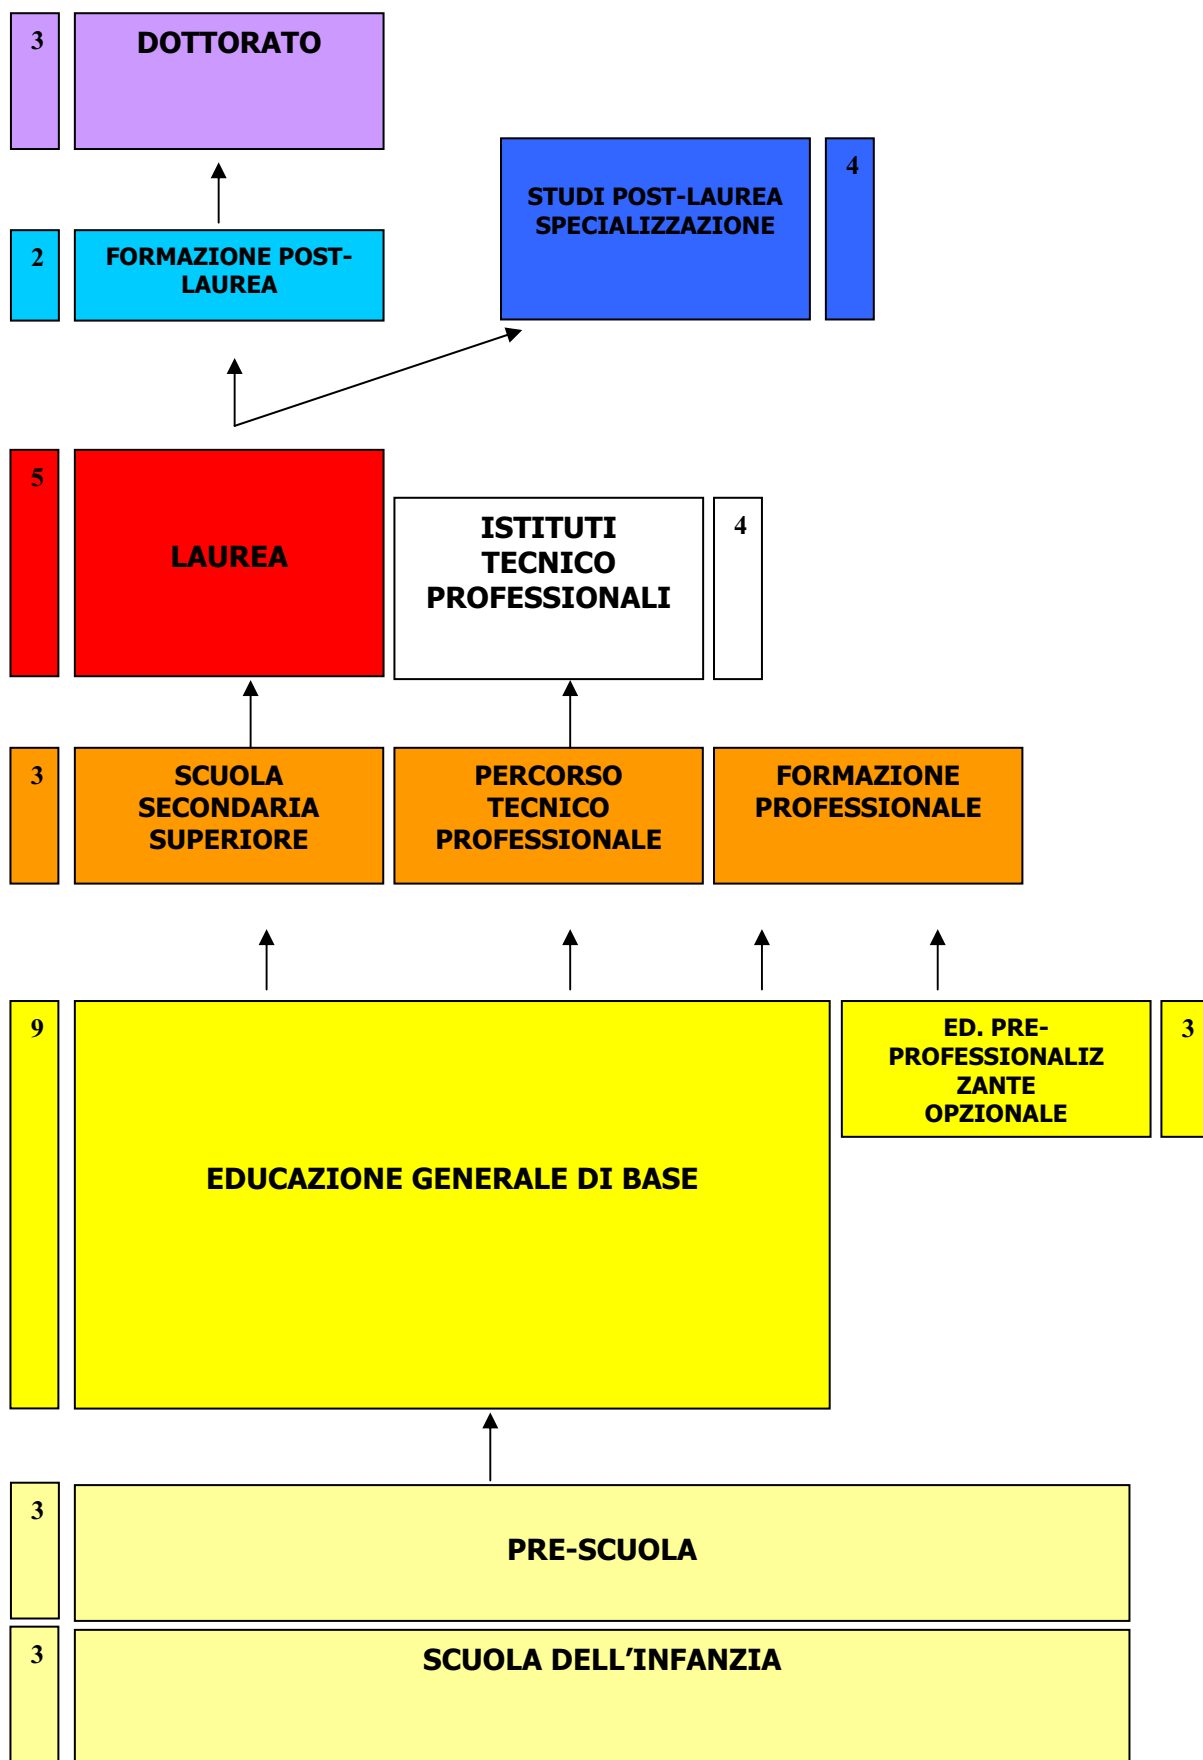 3
DOTTORATO
4
STUDI POST-LAUREA
SPECIALIZZAZIONE
2
FORMAZIONE POST-
LAUREA
5
LAUREA
ISTITUTI
TECNICO
PROFESSIONALI
4
3
SCUOLA
SECONDARIA
SUPERIORE
PERCORSO
TECNICO
PROFESSIONALE
FORMAZIONE
PROFESSIONALE
9
EDUCAZIONE GENERALE DI BASE
ED. PRE-
PROFESSIONALIZ
ZANTE
OPZIONALE
3
3
PRE-SCUOLA
3
SCUOLA DELL’INFANZIA